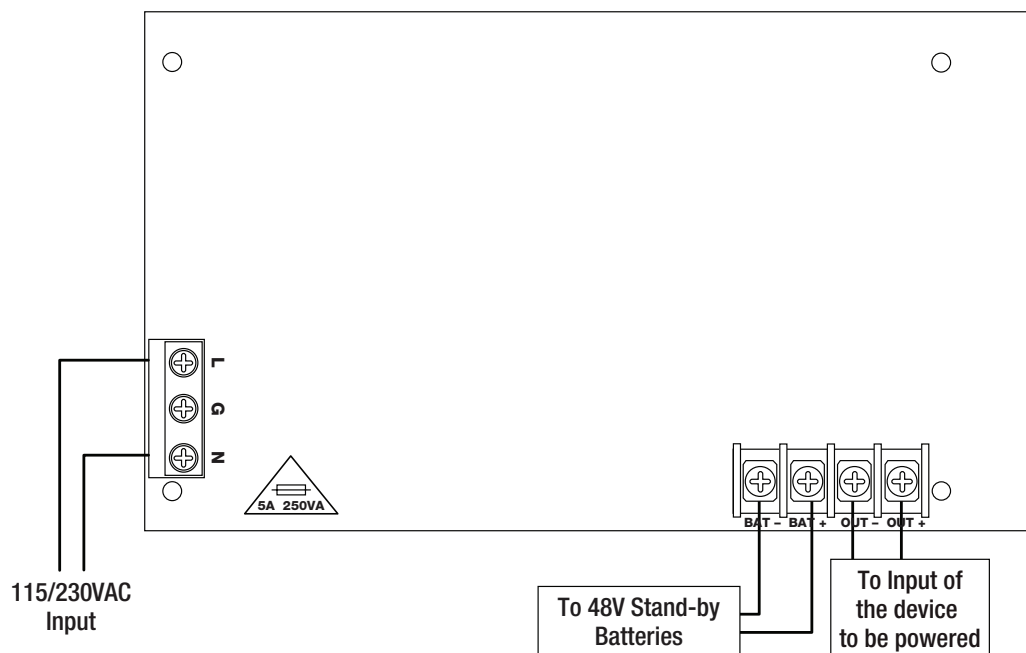 L
G
N
5A 250VA
BAT – BAT + OUT – OUT +
115/230VAC
Input
To 48V Stand-by
Batteries
To Input of
the device
to be powered